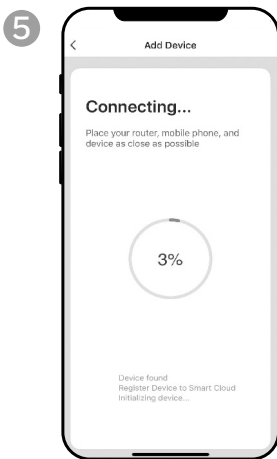 5
Add Device
Connecting...
Place your router, mobile phone, and
device as close as possible
3%
Device found
Register Device to Smart Cloud
Initializing device...